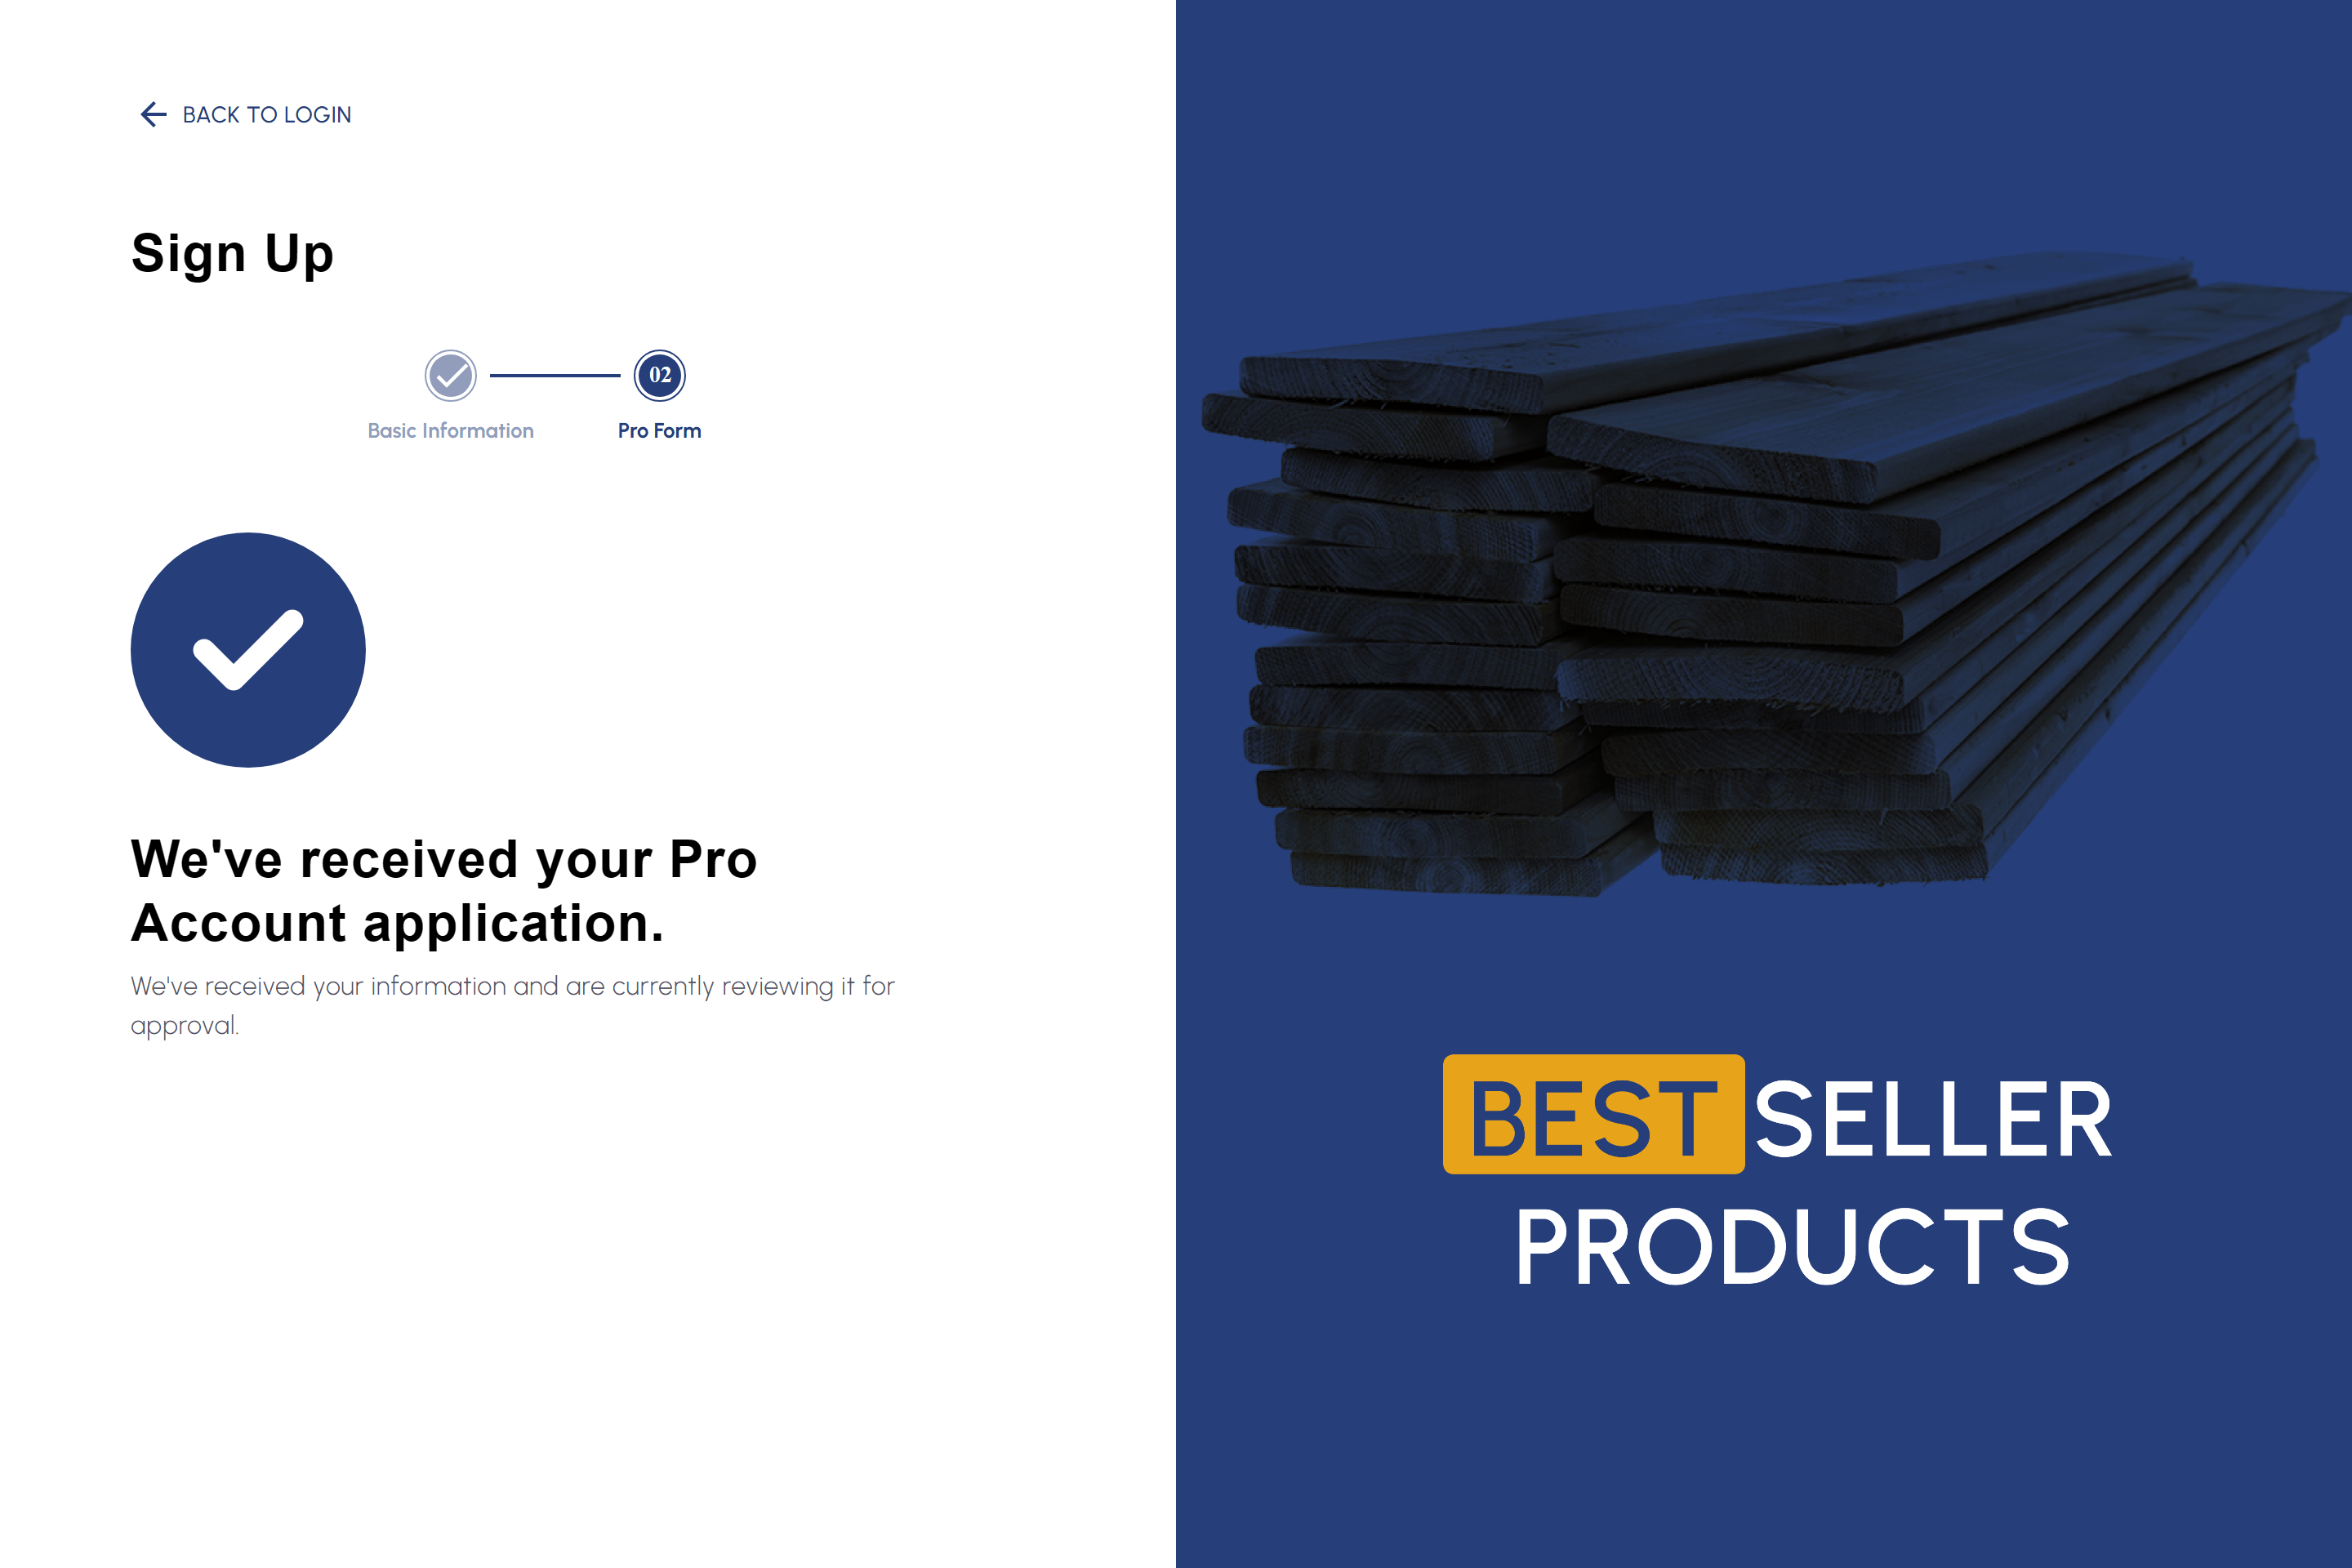 BACK TO LOGIN
Sign Up
02
Basic Information
Pro Form
We've received your Pro
Account application.
We've received your information and are currently reviewing it for
approval.
BEST SELLER
PRODUCTS